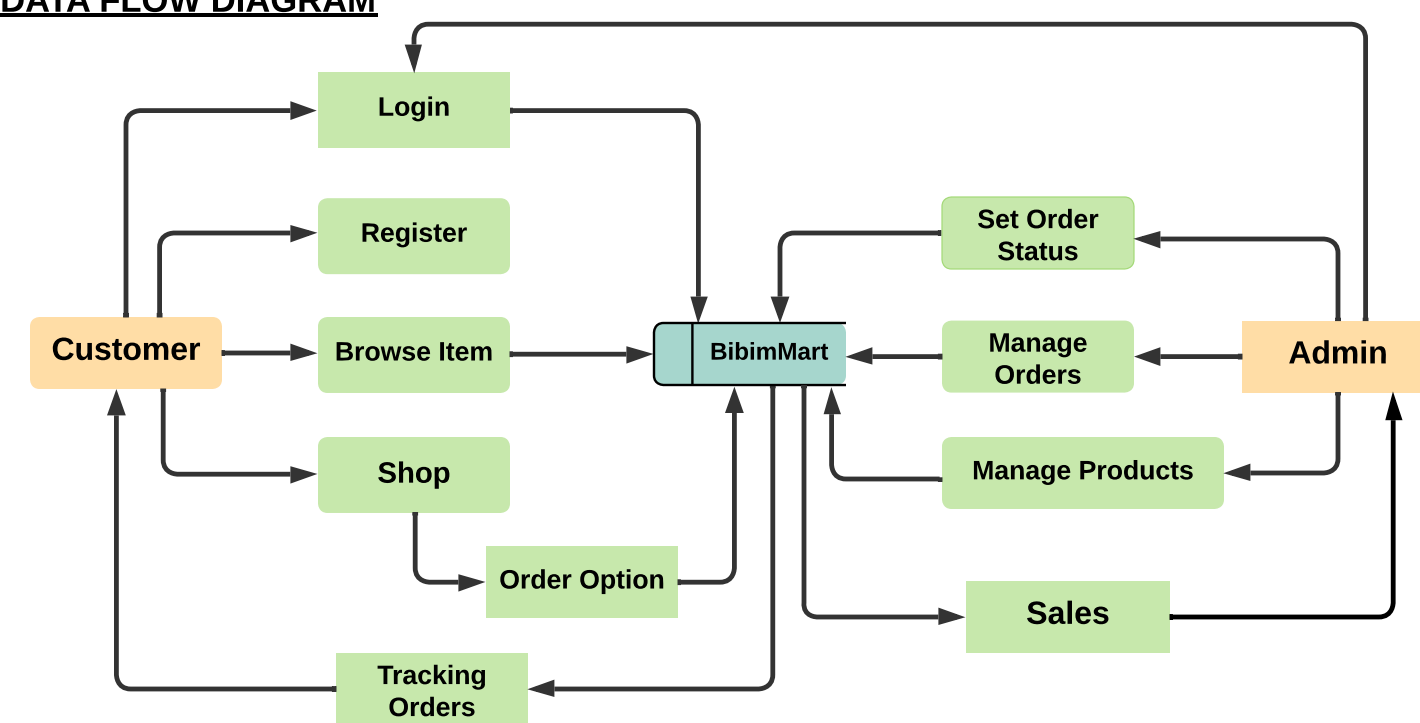 DATA FLOW DIAGRAM
Login
Register
Set Order
Status
Customer
Browse Item
BibimMart
Manage
Orders
Admin
Shop
Manage Products
Order Option
Sales
Tracking
Orders